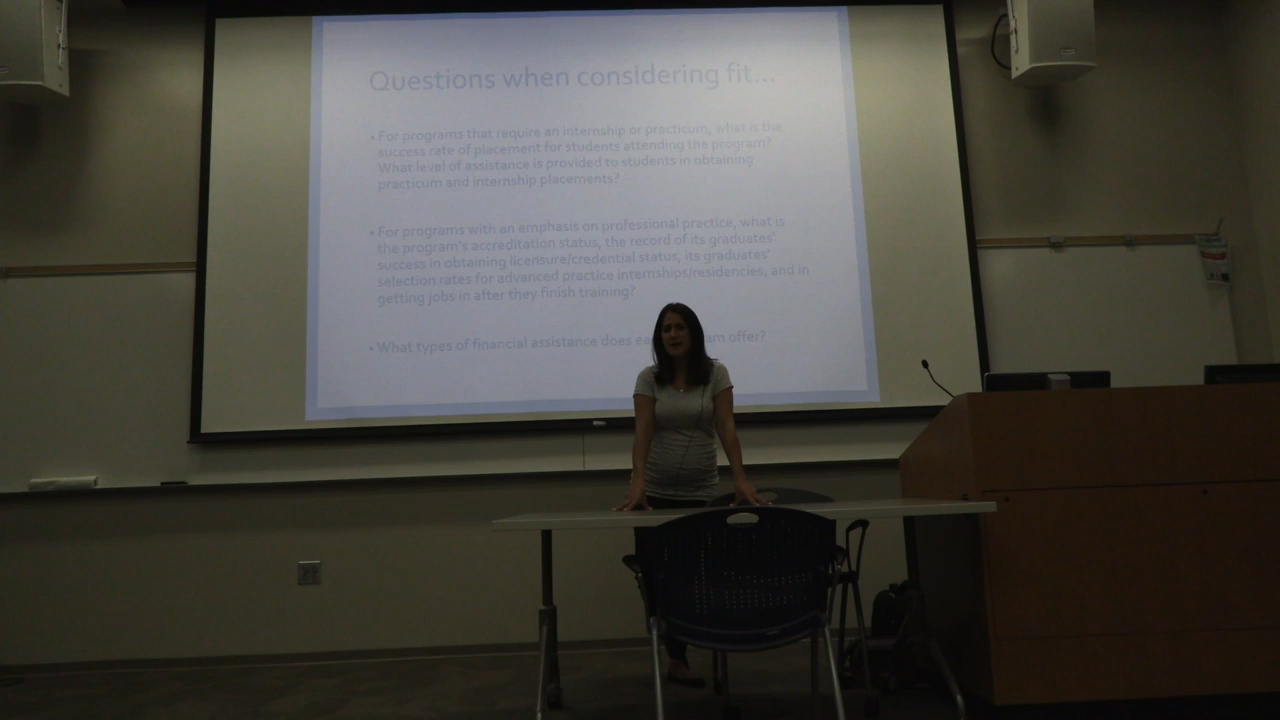 Questions when considering fit...
• For programs that require an internship or practicum, what is the
success rate of placement for students attending the program?
What level of assistance is provided to students in obtaining
practicum and internship placements?
• For programs with an emphasis on professional practice, what is
the program's accreditation status, the record of its graduates'
success in obtaining licensure/credential status, its graduates'
selection rates for advanced practice internships/residencies, and in
getting jobs in after they finish training?
• What types of financial assistance does ea am offer?